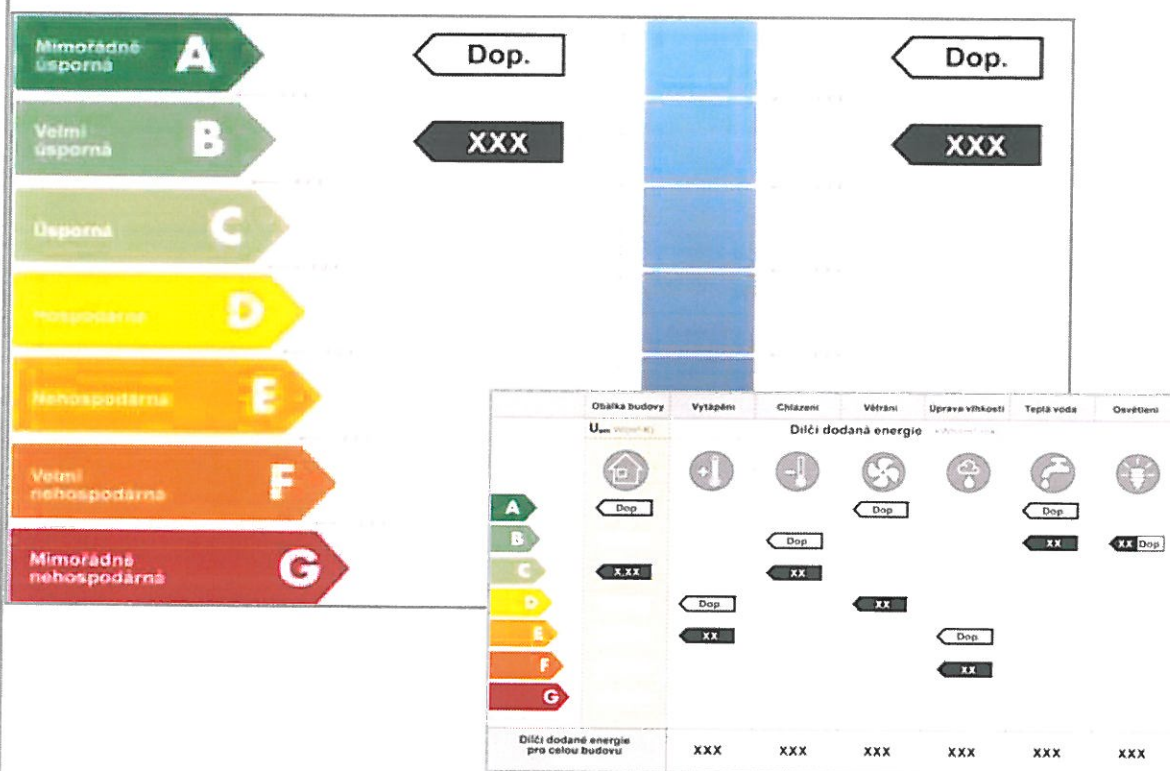 Mimořádně
úsporná
A
Dop.
Dop.
Velmi
úsporná
B
XXX
XXX
Úsporná
C
Hospodárná
D
Nehospodárná
E
Velmi
nehospodárná
F
Mimořádně
nehospodárná
G
Obálka budovy Vytápění Chlazení Větrání Úprava vlhkosti Teplá voda Osvětlení
Uem Dílčí dodaná energie
A Dop Dop Dop
B Dop XX XX Dop
C X,XX XX
D Dop XX
E XX Dop
F XX
G
Dílčí dodané energie
pro celou budovu
XXX XXX XXX XXX XXX XXX